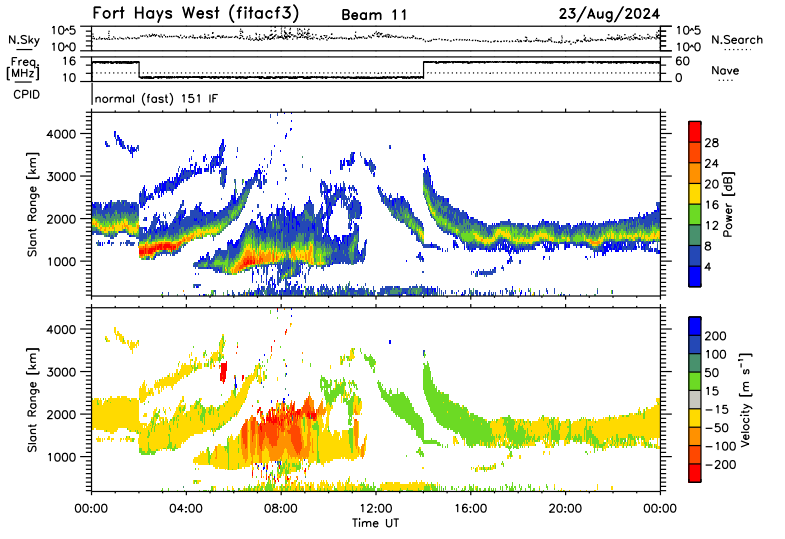 Fort Hays West (fitacf3) Beam 11 23/Aug/2024
N.Sky 10^5 10^0 10^5 10^0 N.Search
Freq. [MHz] 16 10 60 0 Nave
CPID normal (fast) 151 IF
Slant Range [km] 4000 3000 2000 1000
Power [dB] 28 24 20 16 12 8 4
Slant Range [km] 4000 3000 2000 1000
Velocity [m s⁻¹] 200 100 50 15 −15 −50 −100 −200
00:00 04:00 08:00 12:00 16:00 20:00 00:00
Time UT